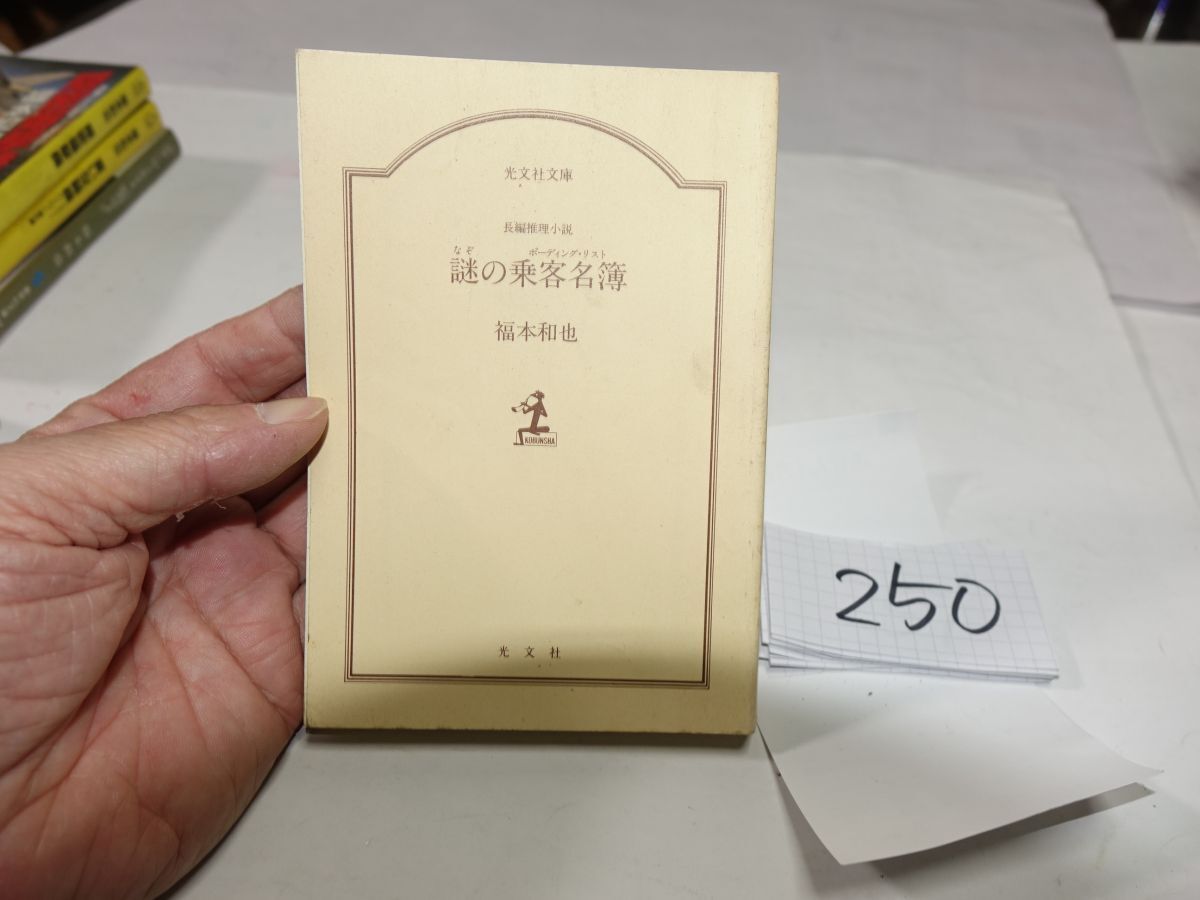 光文社文庫
長編推理小説
なぞ ボーディング・リスト
謎の乗客名簿
福本和也
KOBUNSHA
光文社
250